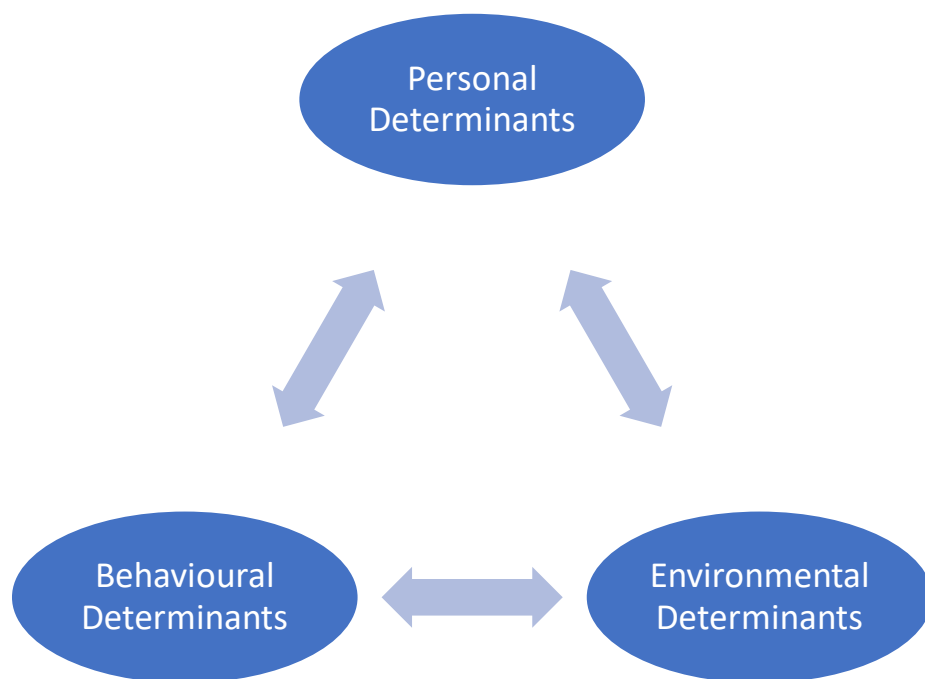 Personal
Determinants
Behavioural
Determinants
Environmental
Determinants